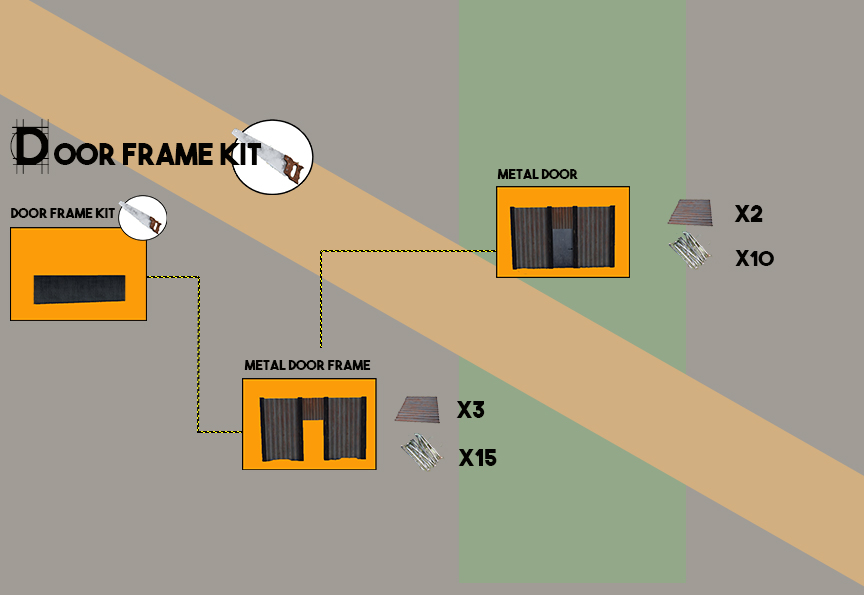 DOOR FRAME KIT
DOOR FRAME KIT
METAL DOOR
X2
X10
METAL DOOR FRAME
X3
X15